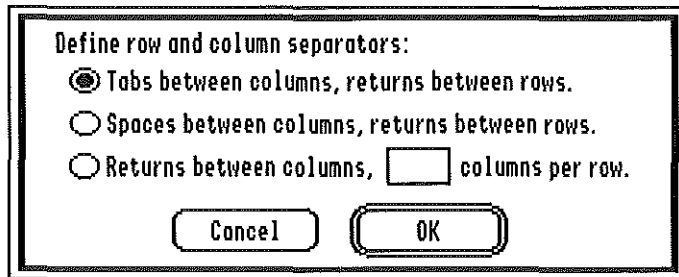 Define row and column separators:
Tabs between columns, returns between rows.
Spaces between columns, returns between rows.
Returns between columns, columns per row.
Cancel OK